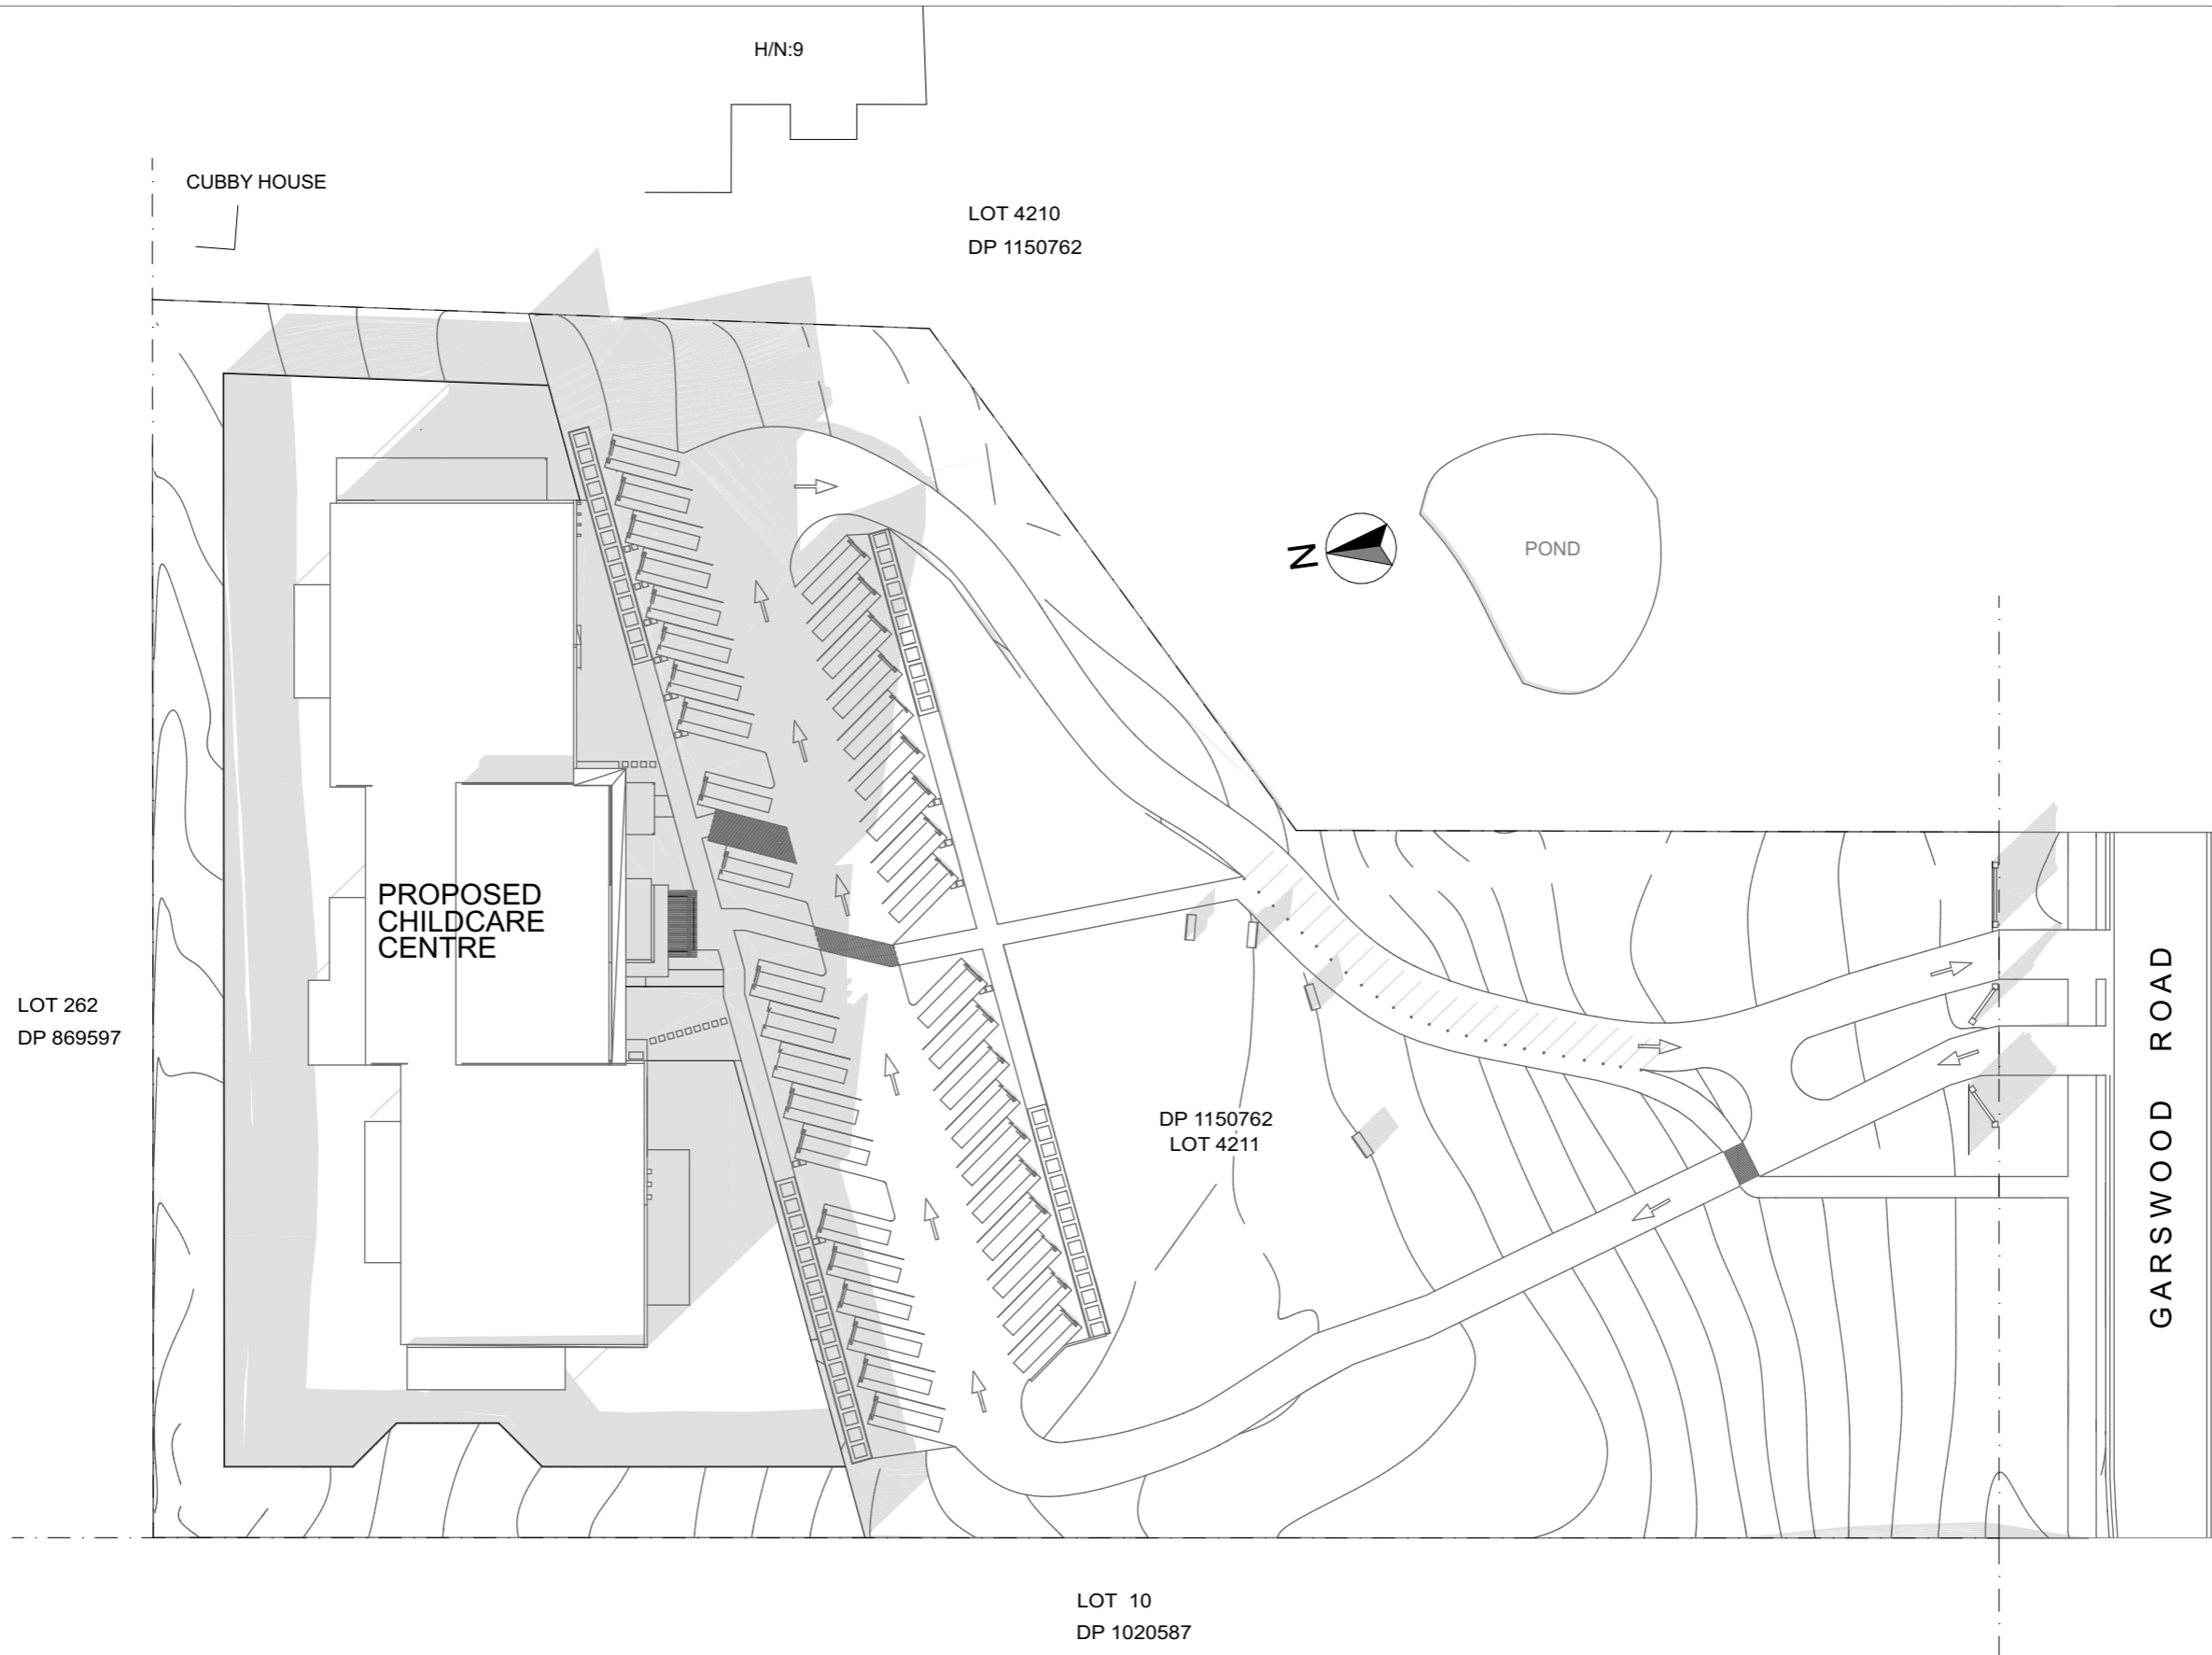 H/N:9
CUBBY HOUSE
LOT 4210
DP 1150762
N
POND
PROPOSED
CHILDCARE
CENTRE
LOT 262
DP 869597
DP 1150762
LOT 4211
GARSWOOD ROAD
LOT 10
DP 1020587